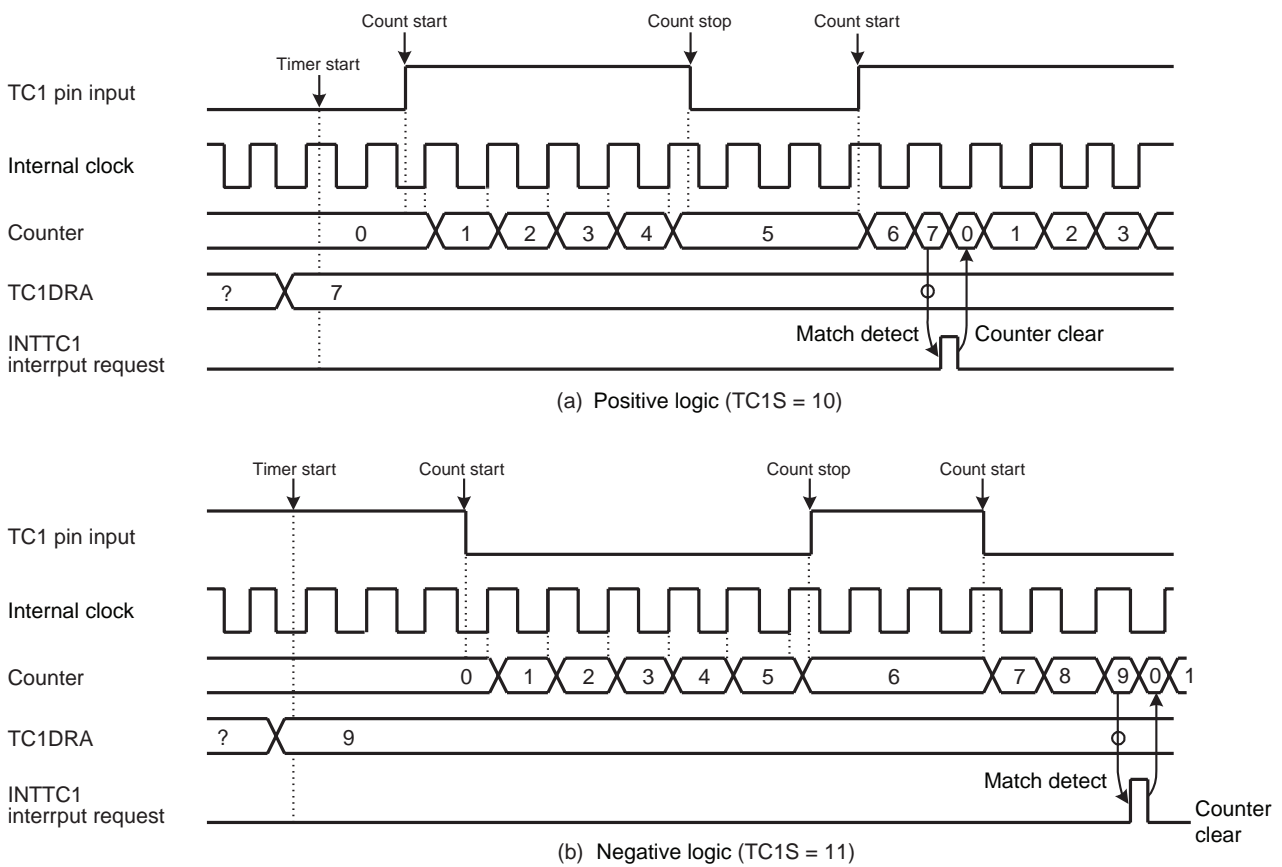 Count start Count stop Count start
Timer start
TC1 pin input
Internal clock
Counter 0 1 2 3 4 5 6 7 0 1 2 3
TC1DRA ? 7
Match detect Counter clear
INTTC1
interrput request
(a) Positive logic (TC1S = 10)
Timer start Count start Count stop Count start
TC1 pin input
Internal clock
Counter 0 1 2 3 4 5 6 7 8 9 0 1
TC1DRA ? 9
Match detect
INTTC1
interrput request
Counter
clear
(b) Negative logic (TC1S = 11)